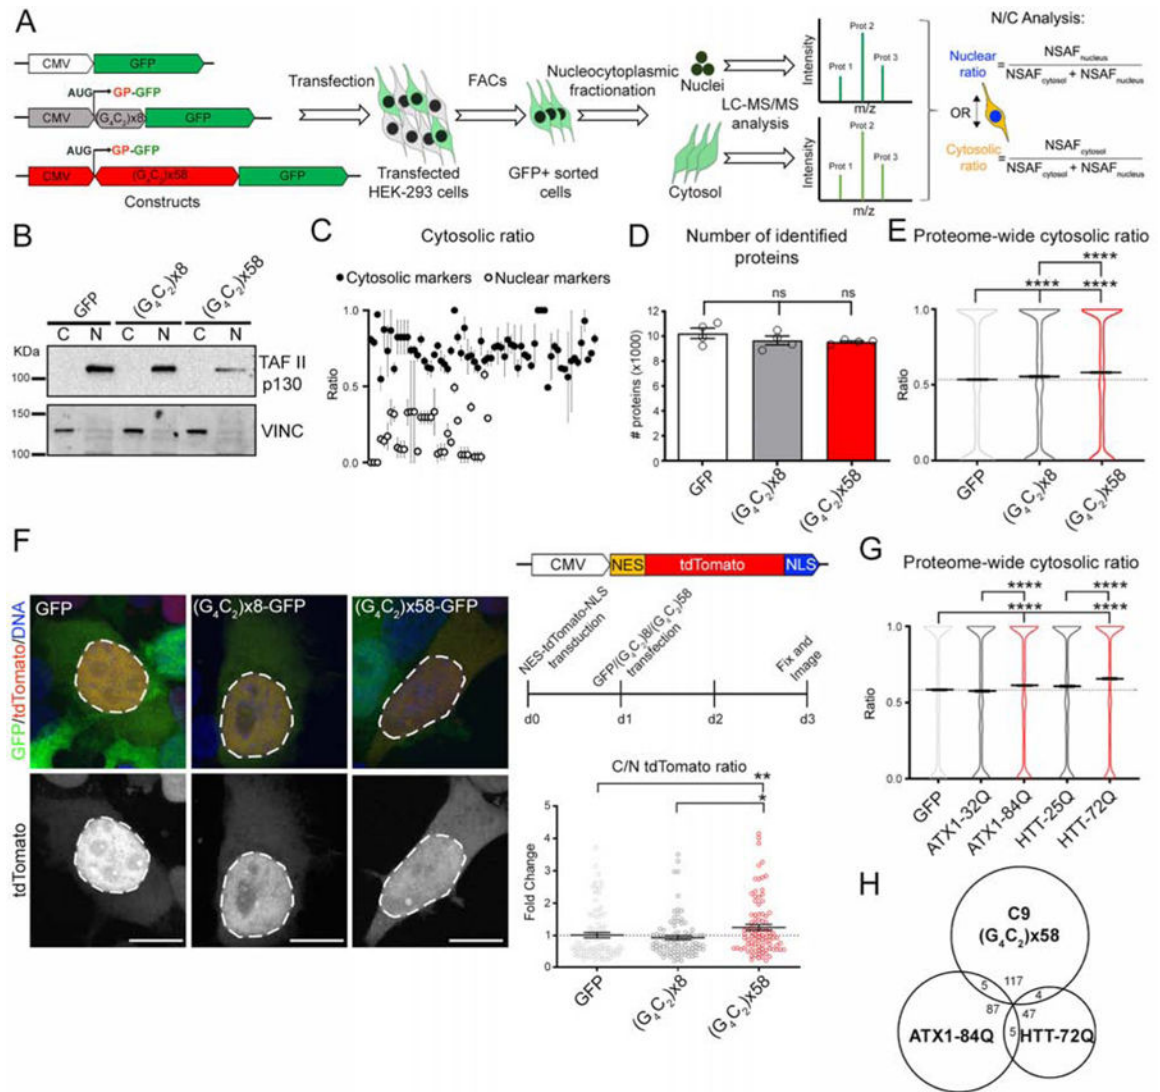 A
CMV
GFP
AUG
GP-GFP
CMV
(G4C2)x8
GFP
AUG
GP-GFP
CMV
(G4C2)x58
GFP
Constructs
Transfection
Transfected
HEK-293 cells
FACs
GFP+ sorted
cells
Nucleocytoplasmic
fractionation
Nuclei
Cytosol
LC-MS/MS
analysis
Intensity
Prot 1
Prot 2
Prot 3
m/z
Intensity
Prot 1
Prot 2
Prot 3
m/z
N/C Analysis:
Nuclear
ratio
=
NSAFnucleus
NSAFcytosol + NSAFnucleus
OR
Cytosolic
ratio
=
NSAFcytosol
NSAFcytosol + NSAFnucleus
B
GFP
(G4C2)x8
(G4C2)x58
C N C N C N
KDa
100
TAF II
p130
150
100
VINC
C
Cytosolic ratio
Cytosolic markers
Nuclear markers
Ratio
1.0
0.5
1.0
D
Number of identified
proteins
ns
ns
# proteins (x1000)
12
10
8
6
4
2
0
GFP
(G4C2)x8
(G4C2)x58
E
Proteome-wide cytosolic ratio
****
****
****
Ratio
1.0
0.5
0.0
GFP
(G4C2)x8
(G4C2)x58
F
GFP
(G4C2)x8-GFP
(G4C2)x58-GFP
GFP/tdTomato/DNA
tdTomato
CMV
NES
tdTomato
NLS
NES-tdTomato-NLS
transduction
GFP/(G4C2)8/(G4C2)58
transfection
Fix and
Image
d0
d1
d2
d3
C/N tdTomato ratio
**
*
Fold Change
5
4
3
2
1
0
GFP
(G4C2)x8
(G4C2)x58
G
Proteome-wide cytosolic ratio
****
****
****
****
Ratio
1.0
0.5
0.0
GFP
ATX1-32Q
ATX1-84Q
HTT-25Q
HTT-72Q
H
C9
(G4C2)x58
117
5
4
87
47
ATX1-84Q
5
HTT-72Q